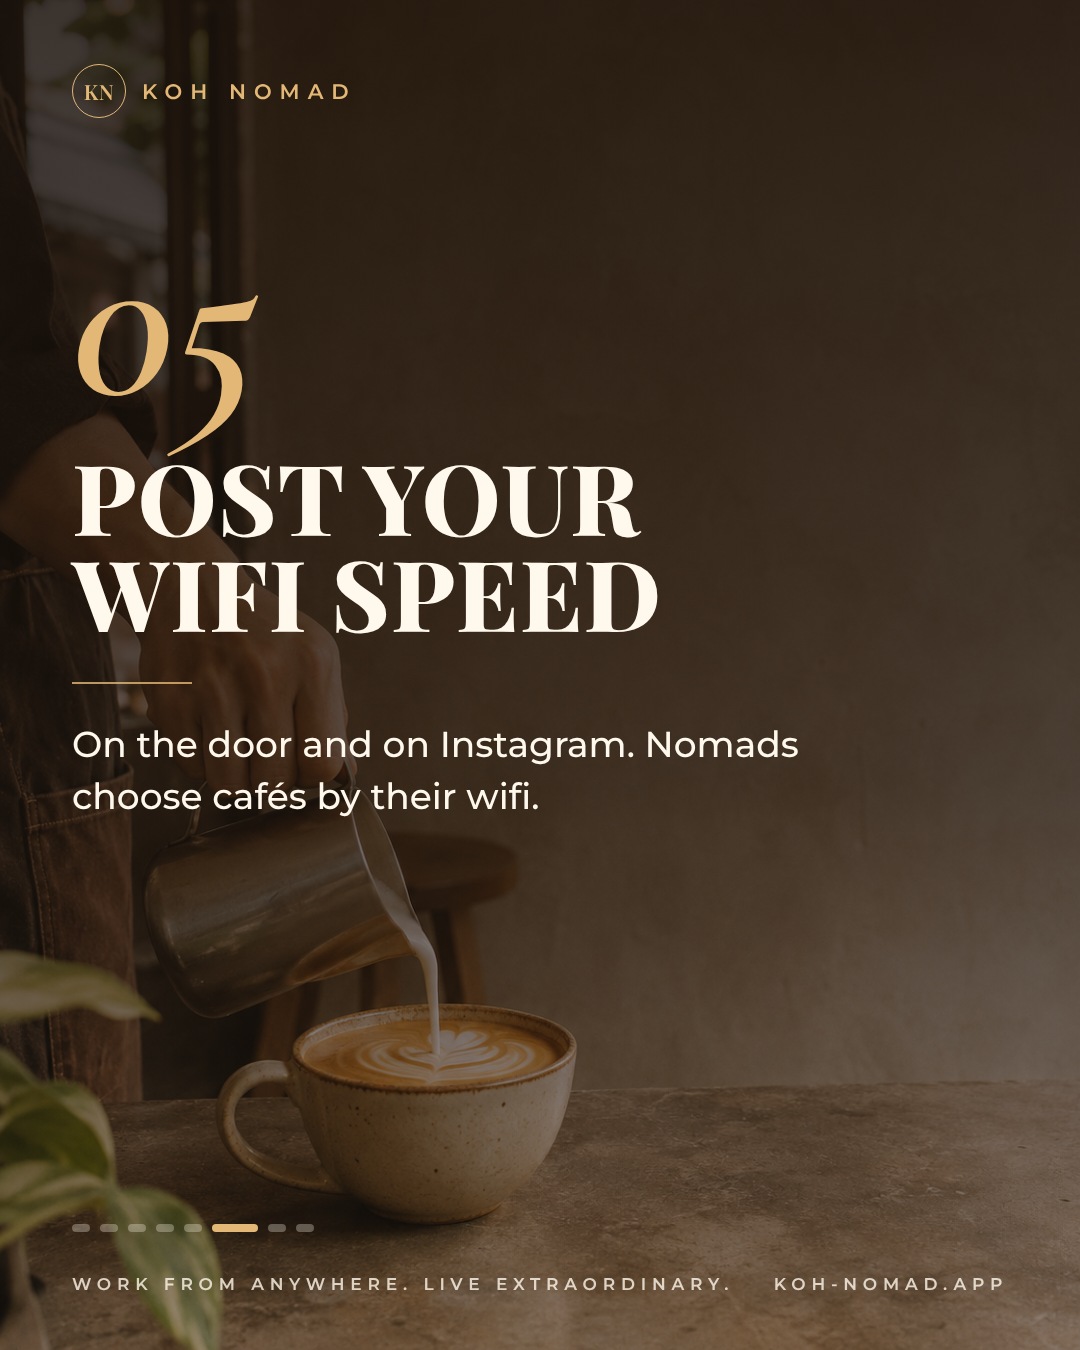 KN KOH NOMAD
05
POST YOUR
WIFI SPEED
On the door and on Instagram. Nomads
choose cafés by their wifi.
WORK FROM ANYWHERE. LIVE EXTRAORDINARY. KOH-NOMAD.APP